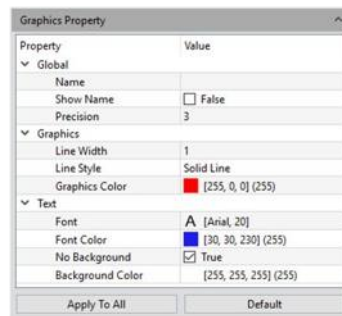 Graphics Property
Property Value
Global
Name
Show Name False
Precision 3
Graphics
Line Width 1
Line Style Solid Line
Graphics Color [255, 0, 0] (255)
Text
Font A [Arial, 20]
Font Color [30, 30, 230] (255)
No Background True
Background Color [255, 255, 255] (255)
Apply To All Default